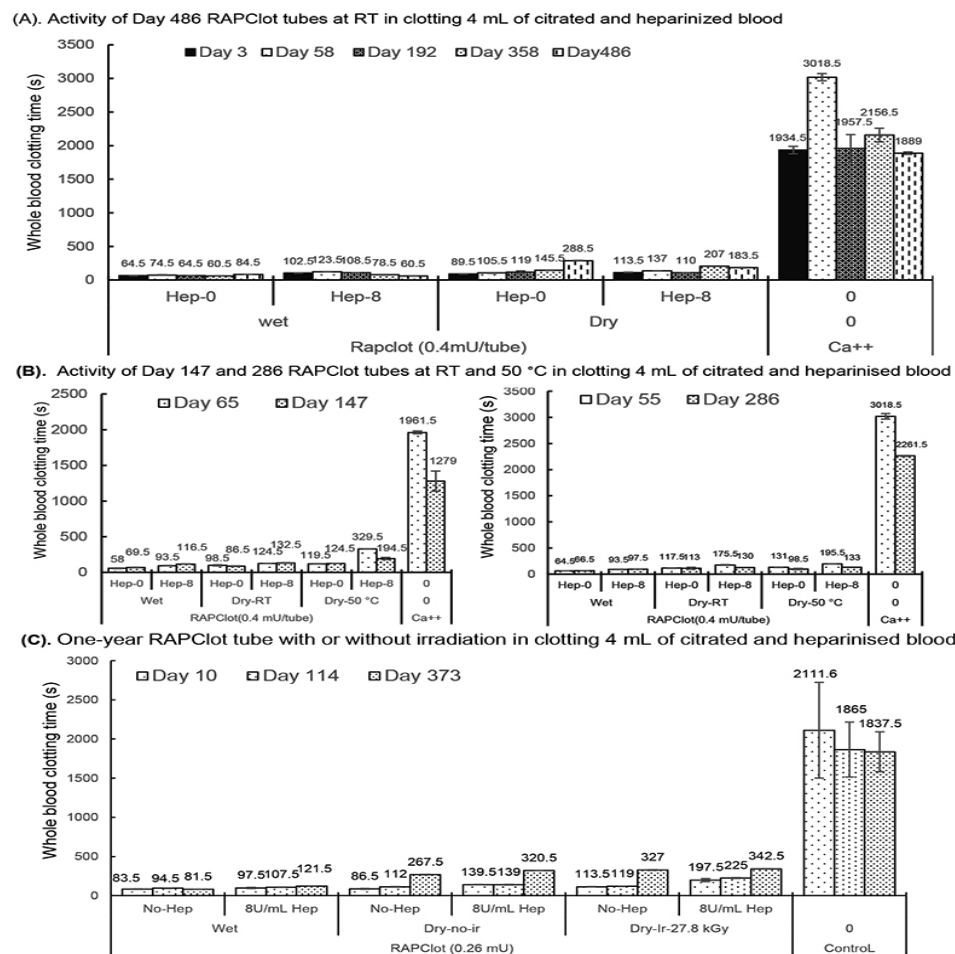 (A). Activity of Day 486 RAPClot tubes at RT in clotting 4 mL of citrated and heparinized blood
Whole blood clotting time (s)
3500
3000
2500
2000
1500
1000
500
0
Day 3 Day 58 Day 192 Day 358 Day486
64.5 74.5 64.5 60.5 84.5
102.5 123.5 108.5 78.5 60.5
89.5 105.5 119 145.5 288.5
113.5 137 110 207 183.5
1934.5 3018.5 1957.5 2156.5 1889
Hep-0 Hep-8 Hep-0 Hep-8 0
wet Dry 0
Rapclot (0.4mU/tube) Ca++
(B). Activity of Day 147 and 286 RAPClot tubes at RT and 50 °C in clotting 4 mL of citrated and heparinised blood
Whole blood clotting time (s)
2500
2000
1500
1000
500
0
Day 65 Day 147
58 69.5 93.5 116.5 98.5 86.5 124.5 132.5 119.5 124.5 329.5 194.5 1961.5 1279
Hep-0 Hep-8 Hep-0 Hep-8 Hep-0 Hep-8 0
Wet Dry-RT Dry-50 °C 0
RAPClot(0.4 mU/tube) Ca++
Whole blood clotting time (s)
3500
3000
2500
2000
1500
1000
500
0
Day 55 Day 286
64.5 66.5 93.5 97.5 117.5 113 175.5 130 131 98.5 195.5 133 3018.5 2261.5
Hep-0 Hep-8 Hep-0 Hep-8 Hep-0 Hep-8 0
Wet Dry-RT Dry-50 °C 0
RAPClot(0.4 mU/tube) Ca++
(C). One-year RAPClot tube with or without irradiation in clotting 4 mL of citrated and heparinised blood
Whole blood clotting time (s)
3000
2500
2000
1500
1000
500
0
Day 10 Day 114 Day 373
83.5 94.5 81.5
97.5 107.5 121.5
86.5 112 267.5
139.5 139 320.5
113.5 119 327
197.5 225 342.5
2111.6 1865 1837.5
No-Hep 8U/mL Hep No-Hep 8U/mL Hep No-Hep 8U/mL Hep 0
Wet Dry-no-ir Dry-Ir-27.8 kGy
RAPClot (0.26 mU) ControL